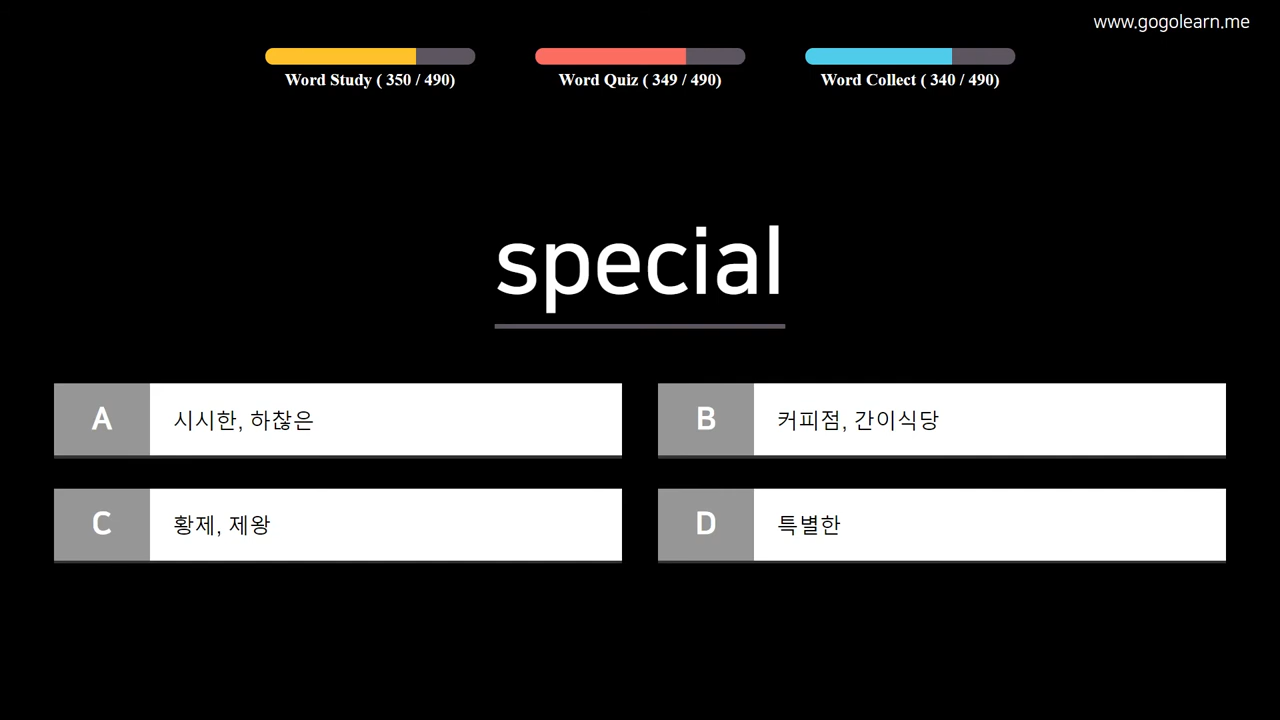 www.gogolearn.me
Word Study ( 350 / 490)
Word Quiz ( 349 / 490)
Word Collect ( 340 / 490)
special
A 시시한, 하찮은
B 커피점, 간이식당
C 황제, 제왕
D 특별한